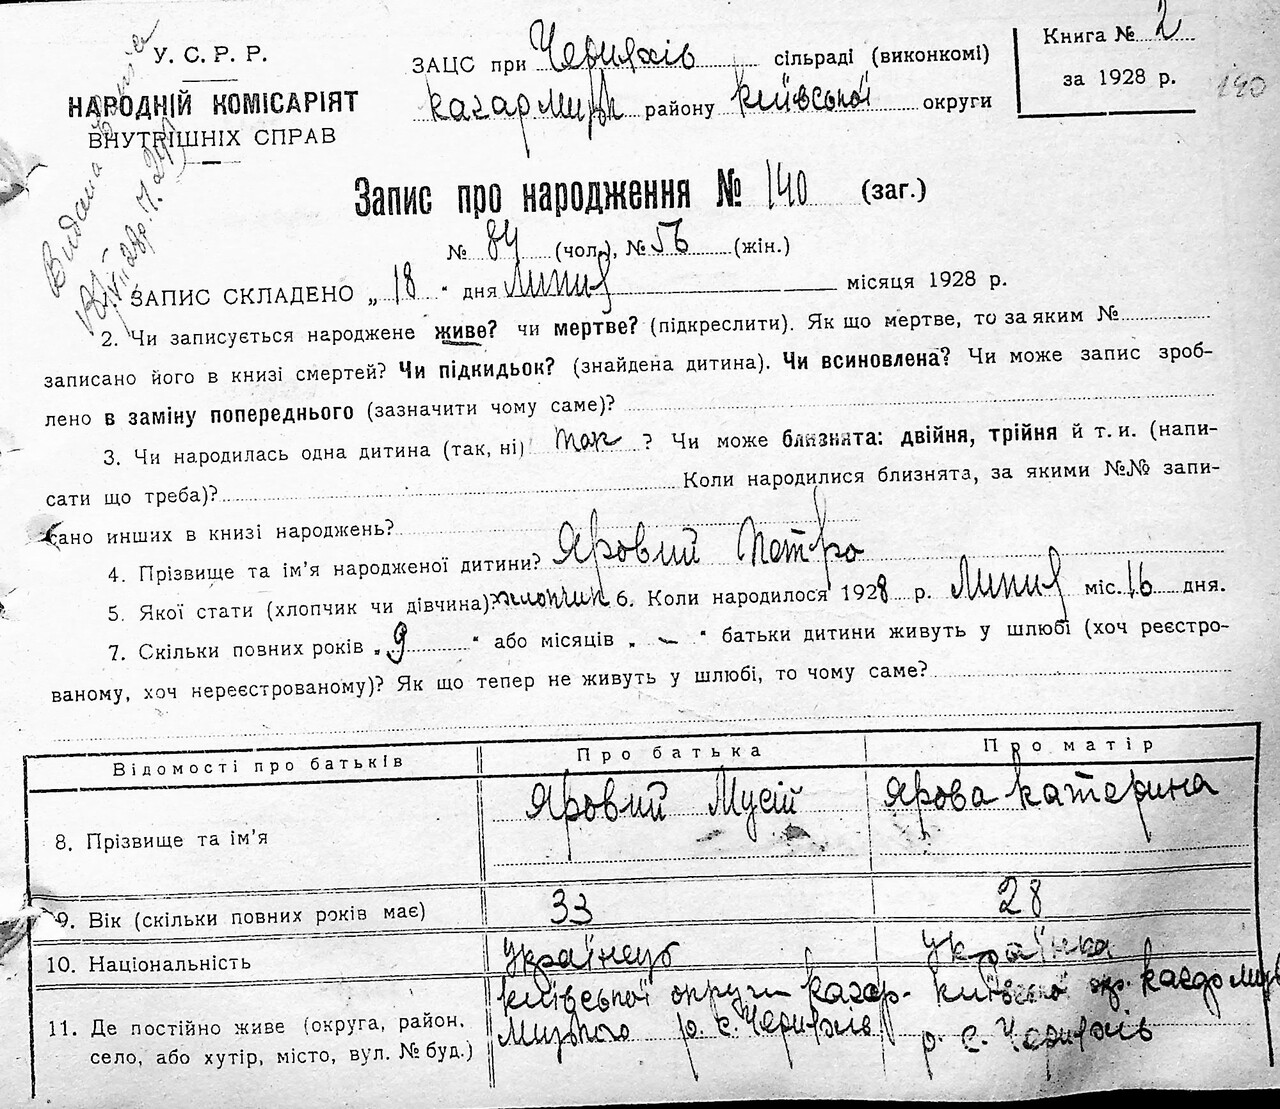 У. С. Р. Р.
НАРОДНІЙ КОМІСАРІЯТ
ВНУТРІШНІХ СПРАВ
ЗАЦС при Черняхів сільраді (виконкомі)
Кагарлицьк району Київської округи
Книга № 2
за 1928 р.
140
Видана
Запис про народження № 140 (заг.)
№ 84 (чол.), № 56 (жін.)
ЗАПИС СКЛАДЕНО „ 18 “ дня Липня місяця 1928 р.
2. Чи записується народжене живе? чи мертве? (підкреслити). Як що мертве, то за яким №
записано його в книзі смертей? Чи підкидьок? (знайдена дитина). Чи всиновлена? Чи може запис зроб-
лено в заміну попереднього (зазначити чому саме)?
3. Чи народилась одна дитина (так, ні) так ? Чи може близнята: двійня, трійня й т. и. (напи-
сати що треба)? Коли народилися близнята, за якими №№ запи-
сано инших в книзі народжень?
4. Прізвище та ім’я народженої дитини? Яровий Петро
5. Якої стати (хлопчик чи дівчина)? хлопчик 6. Коли народилося 1928 р. Липня міс. 16 дня.
7. Скільки повних років „ 9 “ або місяців „ — “ батьки дитини живуть у шлюбі (хоч реєстро-
ваному, хоч нереєстрованому)? Як що тепер не живуть у шлюбі, то чому саме?
Відомості про батьків Про батька Про матір
8. Прізвище та ім’я Яровий Мусій Ярова Катерина
9. Вік (скільки повних років має) 33 28
10. Національність Українець Українка
11. Де постійно живе (округа, район, село, або хутір, місто, вул. № буд.)
Київської округи Кагар-
лицького р. с. Черняхів
Київської окр.
р. с. Черняхів